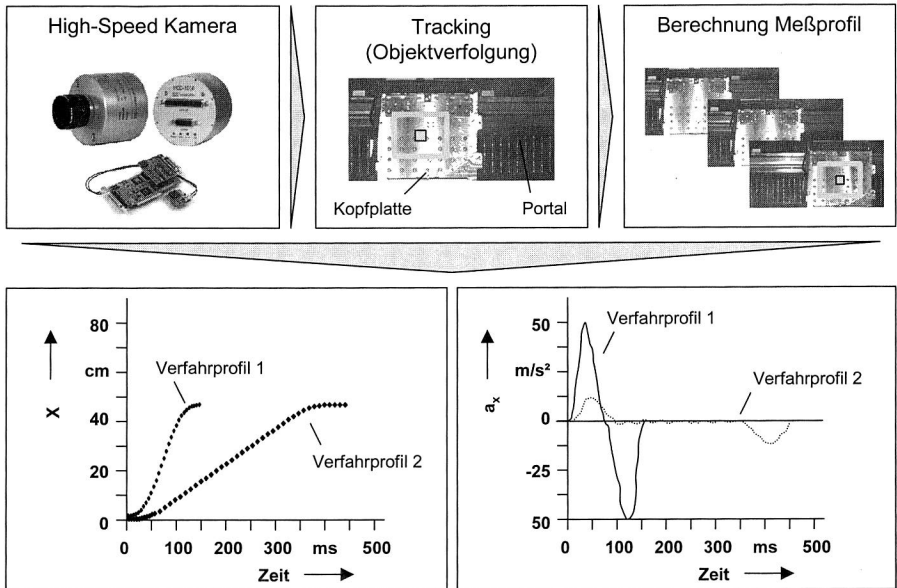 High-Speed Kamera
Tracking
(Objektverfolgung)
Kopfplatte
Portal
Berechnung Meßprofil
80
cm
X
40
20
0
0
100
200
300
ms
500
Zeit
Verfahrprofil 1
Verfahrprofil 2
50
m/s²
aₓ
0
-25
50
0
100
200
300
ms
500
Zeit
Verfahrprofil 1
Verfahrprofil 2